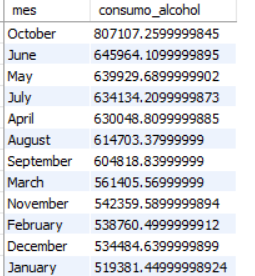 mes consumo_alcohol
October 807107.2599999845
June 645964.1099999895
May 639929.6899999902
July 634134.2099999873
April 630048.8099999885
August 614703.37999999
September 604818.83999999
March 561405.56999999
November 542359.5899999894
February 538760.4999999912
December 534484.6399999899
January 519381.44999998924